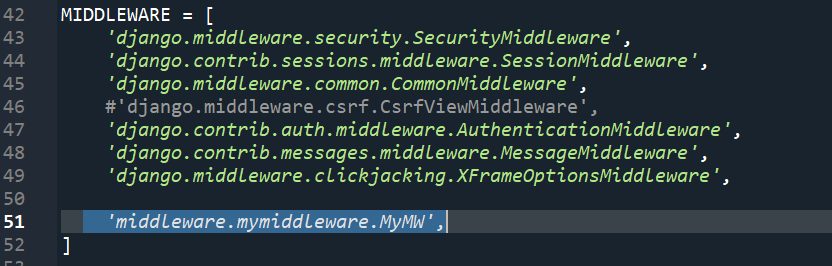 42 MIDDLEWARE = [
43     'django.middleware.security.SecurityMiddleware',
44     'django.contrib.sessions.middleware.SessionMiddleware',
45     'django.middleware.common.CommonMiddleware',
46     #'django.middleware.csrf.CsrfViewMiddleware',
47     'django.contrib.auth.middleware.AuthenticationMiddleware',
48     'django.contrib.messages.middleware.MessageMiddleware',
49     'django.middleware.clickjacking.XFrameOptionsMiddleware',
50
51     'middleware.mymiddleware.MyMW',
52 ]